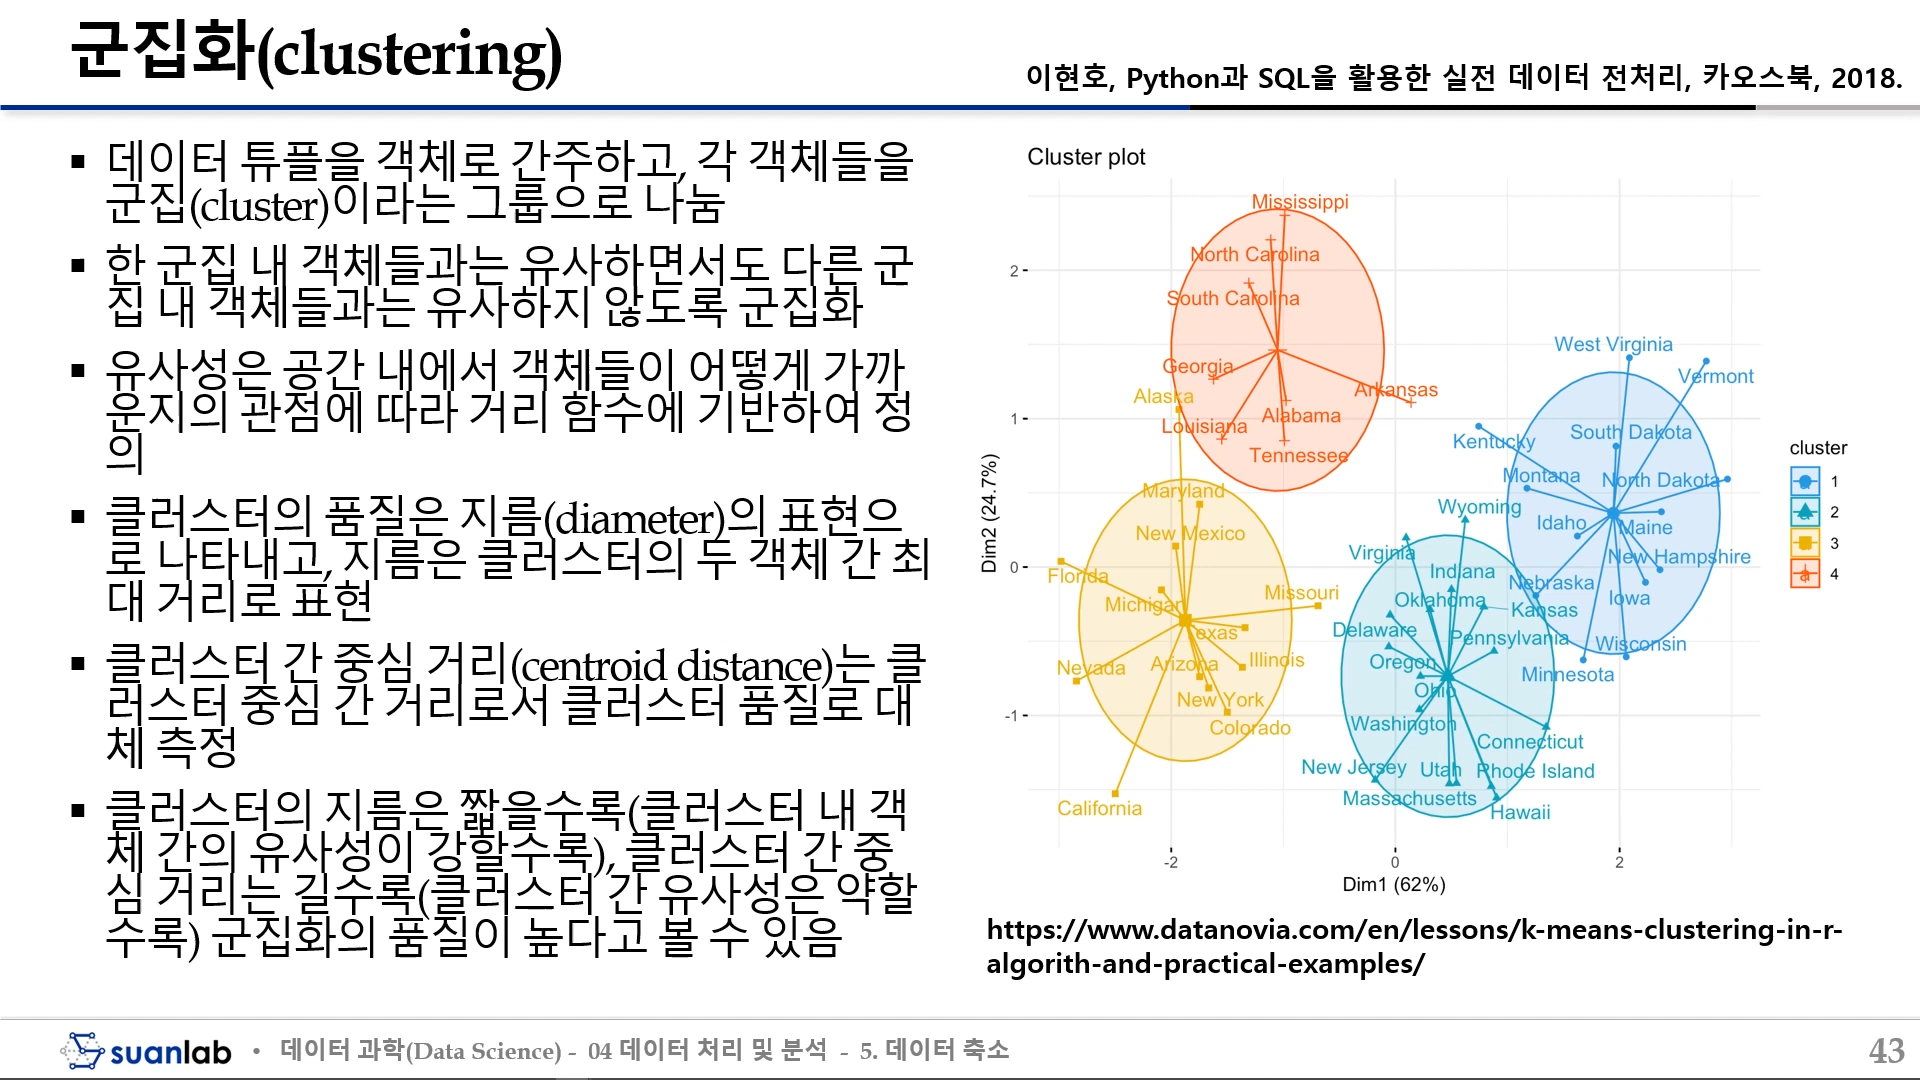 군집화(clustering)
이현호, Python과 SQL을 활용한 실전 데이터 전처리, 카오스북, 2018.
▪ 데이터 튜플을 객체로 간주하고, 각 객체들을
군집(cluster)이라는 그룹으로 나눔
▪ 한 군집 내 객체들과는 유사하면서도 다른 군
집 내 객체들과는 유사하지 않도록 군집화
▪ 유사성은 공간 내에서 객체들이 어떻게 가까
운지의 관점에 따라 거리 함수에 기반하여 정
의
▪ 클러스터의 품질은 지름(diameter)의 표현으
로 나타내고, 지름은 클러스터의 두 객체 간 최
대 거리로 표현
▪ 클러스터 간 중심 거리(centroid distance)는 클
러스터 중심 간 거리로서 클러스터 품질로 대
체 측정
▪ 클러스터의 지름은 짧을수록(클러스터 내 객
체 간의 유사성이 강할수록), 클러스터 간 중
심 거리는 길수록(클러스터 간 유사성은 약할
수록) 군집화의 품질이 높다고 볼 수 있음
Cluster plot
Mississippi
North Carolina
South Carolina
Georgia
Arkansas
Alaska
Alabama
Louisiana
Tennessee
West Virginia
Vermont
South Dakota
Kentucky
Montana
North Dakota
Idaho
Maine
New Hampshire
Nebraska
Iowa
Wisconsin
Minnesota
Maryland
New Mexico
Florida
Michigan
Missouri
Texas
Nevada
Arizona
Illinois
New York
Colorado
California
Wyoming
Virginia
Indiana
Oklahoma
Kansas
Delaware
Pennsylvania
Oregon
Ohio
Washington
Connecticut
New Jersey
Utah
Rhode Island
Massachusetts
Hawaii
2
1
0
-1
Dim2 (24.7%)
-2
0
2
Dim1 (62%)
cluster
1
2
3
4
https://www.datanovia.com/en/lessons/k-means-clustering-in-r-
algorith-and-practical-examples/
suanlab • 데이터 과학(Data Science) - 04 데이터 처리 및 분석 - 5. 데이터 축소
43